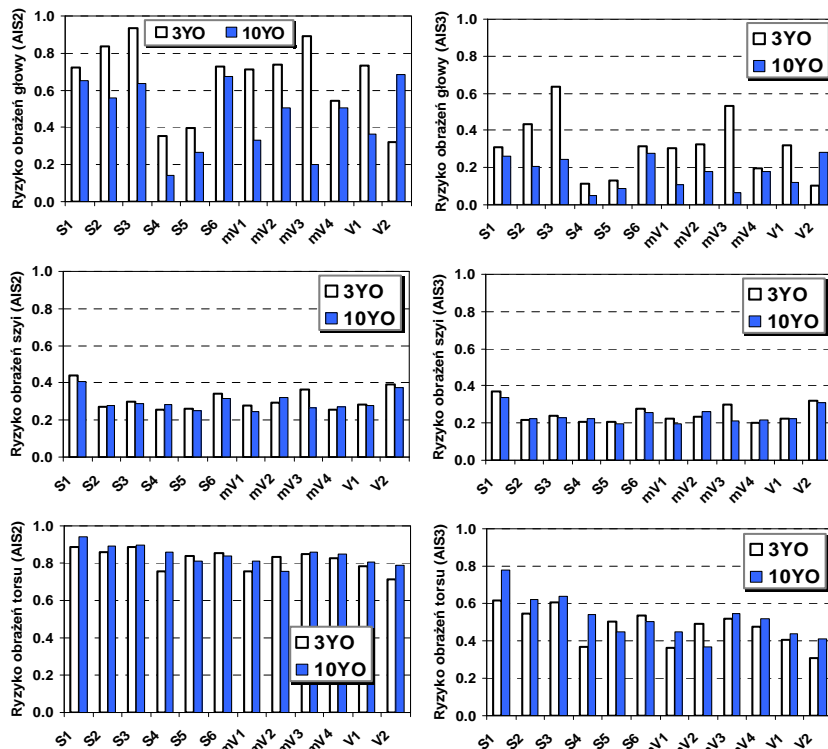 Ryzyko obrażeń głowy (AIS2)
1.0
0.8
0.6
0.4
0.2
0.0
3YO 10YO
S1 S2 S3 S4 S5 S6 mV1 mV2 mV3 mV4 V1 V2
Ryzyko obrażeń głowy (AIS3)
1.0
0.8
0.6
0.4
0.2
0.0
3YO
10YO
S1 S2 S3 S4 S5 S6 mV1 mV2 mV3 mV4 V1 V2
Ryzyko obrażeń szyi (AIS2)
1.0
0.8
0.6
0.4
0.2
0.0
3YO
10YO
S1 S2 S3 S4 S5 S6 mV1 mV2 mV3 mV4 V1 V2
Ryzyko obrażeń szyi (AIS3)
1.0
0.8
0.6
0.4
0.2
0.0
3YO
10YO
S1 S2 S3 S4 S5 S6 mV1 mV2 mV3 mV4 V1 V2
Ryzyko obrażeń torsu (AIS2)
1.0
0.8
0.6
0.4
0.2
0.0
3YO
10YO
S1 S2 S3 S4 S5 S6 mV1 mV2 mV3 mV4 V1 V2
Ryzyko obrażeń torsu (AIS3)
1.0
0.8
0.6
0.4
0.2
0.0
3YO
10YO
S1 S2 S3 S4 S5 S6 mV1 mV2 mV3 mV4 V1 V2